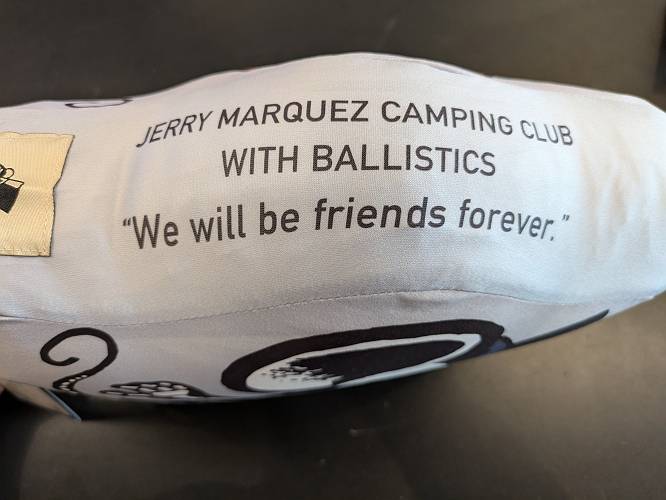 JERRY MARQUEZ CAMPING CLUB
WITH BALLISTICS
“We will be friends forever.”